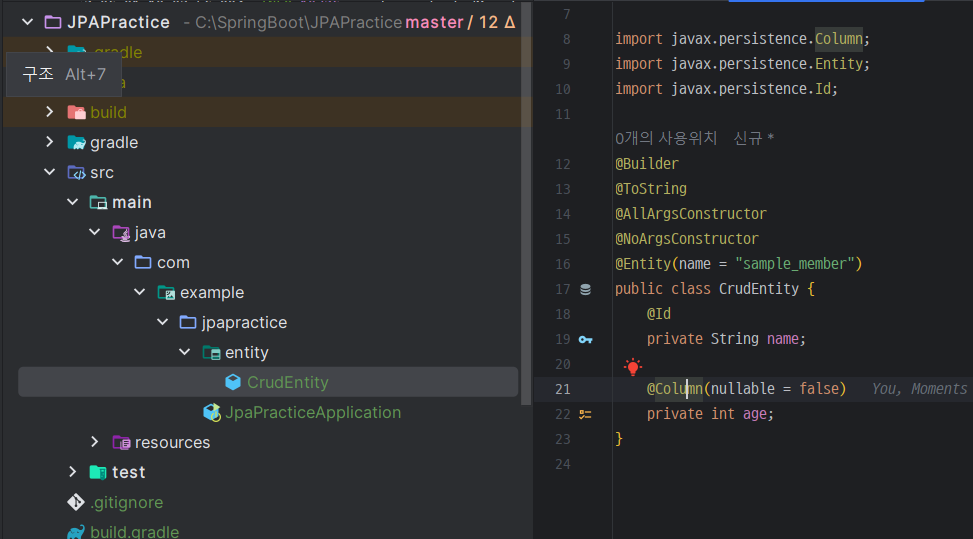 JPAPractice - C:\SpringBoot\JPAPractice master / 12 Δ
.gradle
구조 Alt+7
build
gradle
src
main
java
com
example
jpapractice
entity
CrudEntity
JpaPracticeApplication
resources
test
.gitignore
build.gradle
7
8 import javax.persistence.Column;
9 import javax.persistence.Entity;
10 import javax.persistence.Id;
11
0개의 사용위치 신규 *
12 @Builder
13 @ToString
14 @AllArgsConstructor
15 @NoArgsConstructor
16 @Entity(name = "sample_member")
17 public class CrudEntity {
18 @Id
19 private String name;
20
21 @Column(nullable = false) You, Moments
22 private int age;
23 }
24